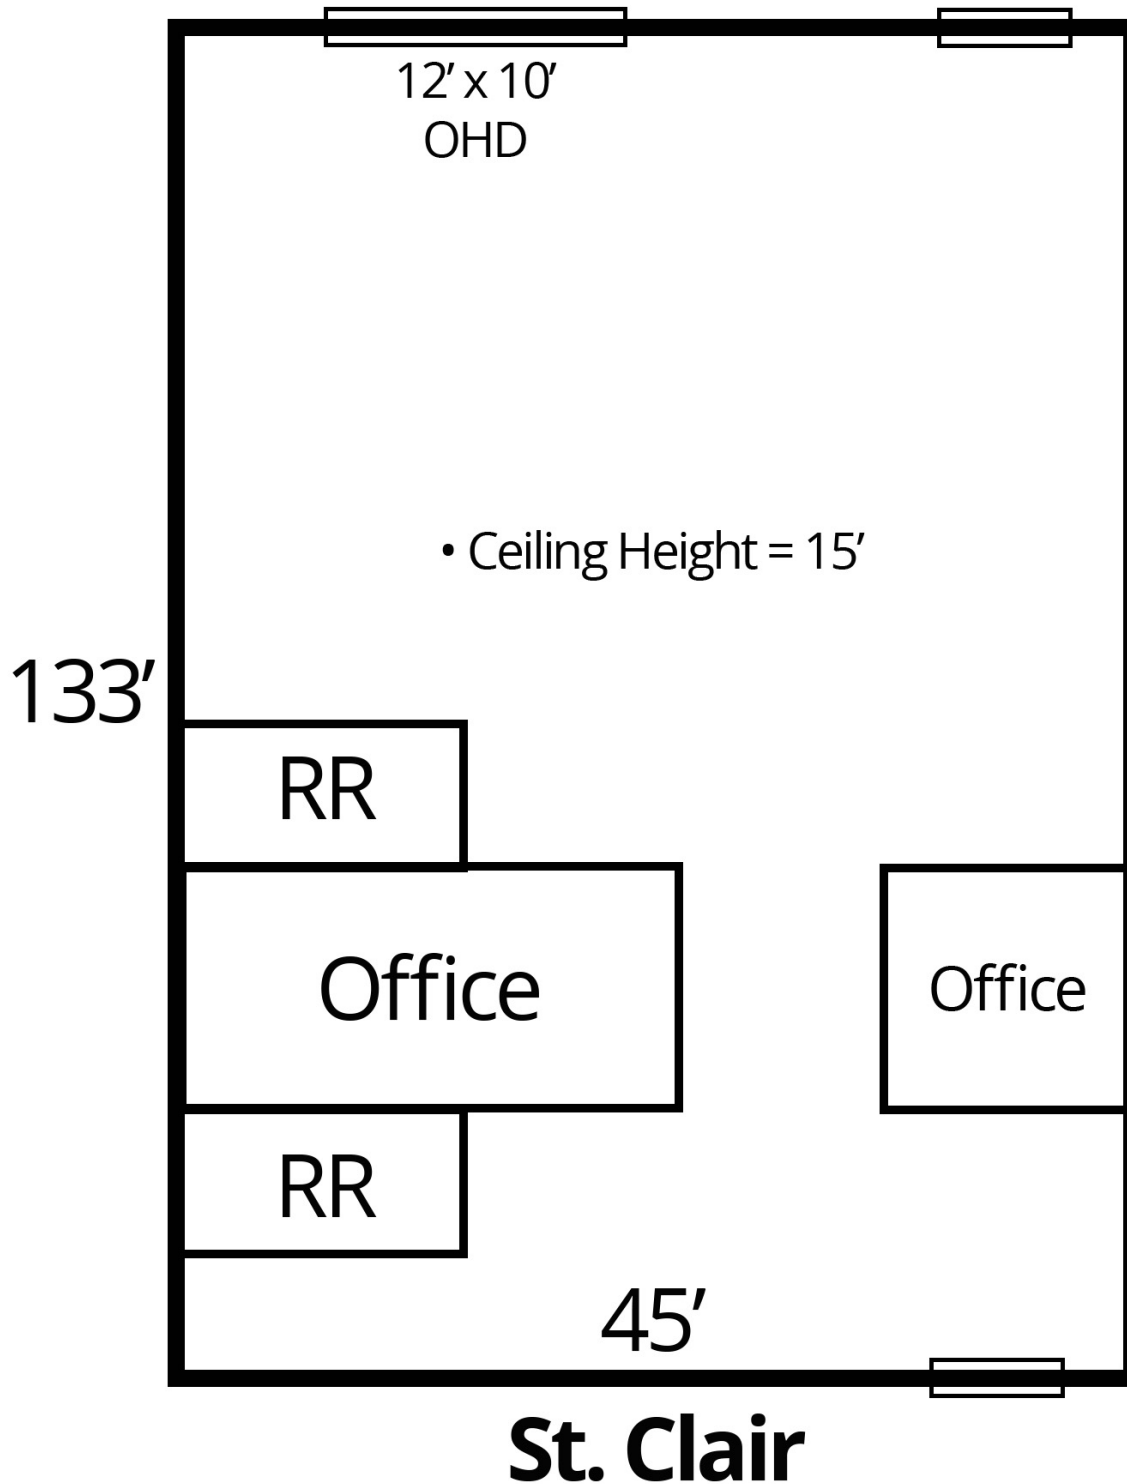 12’ x 10’
OHD
• Ceiling Height = 15’
133’
RR
Office
Office
RR
45’
St. Clair